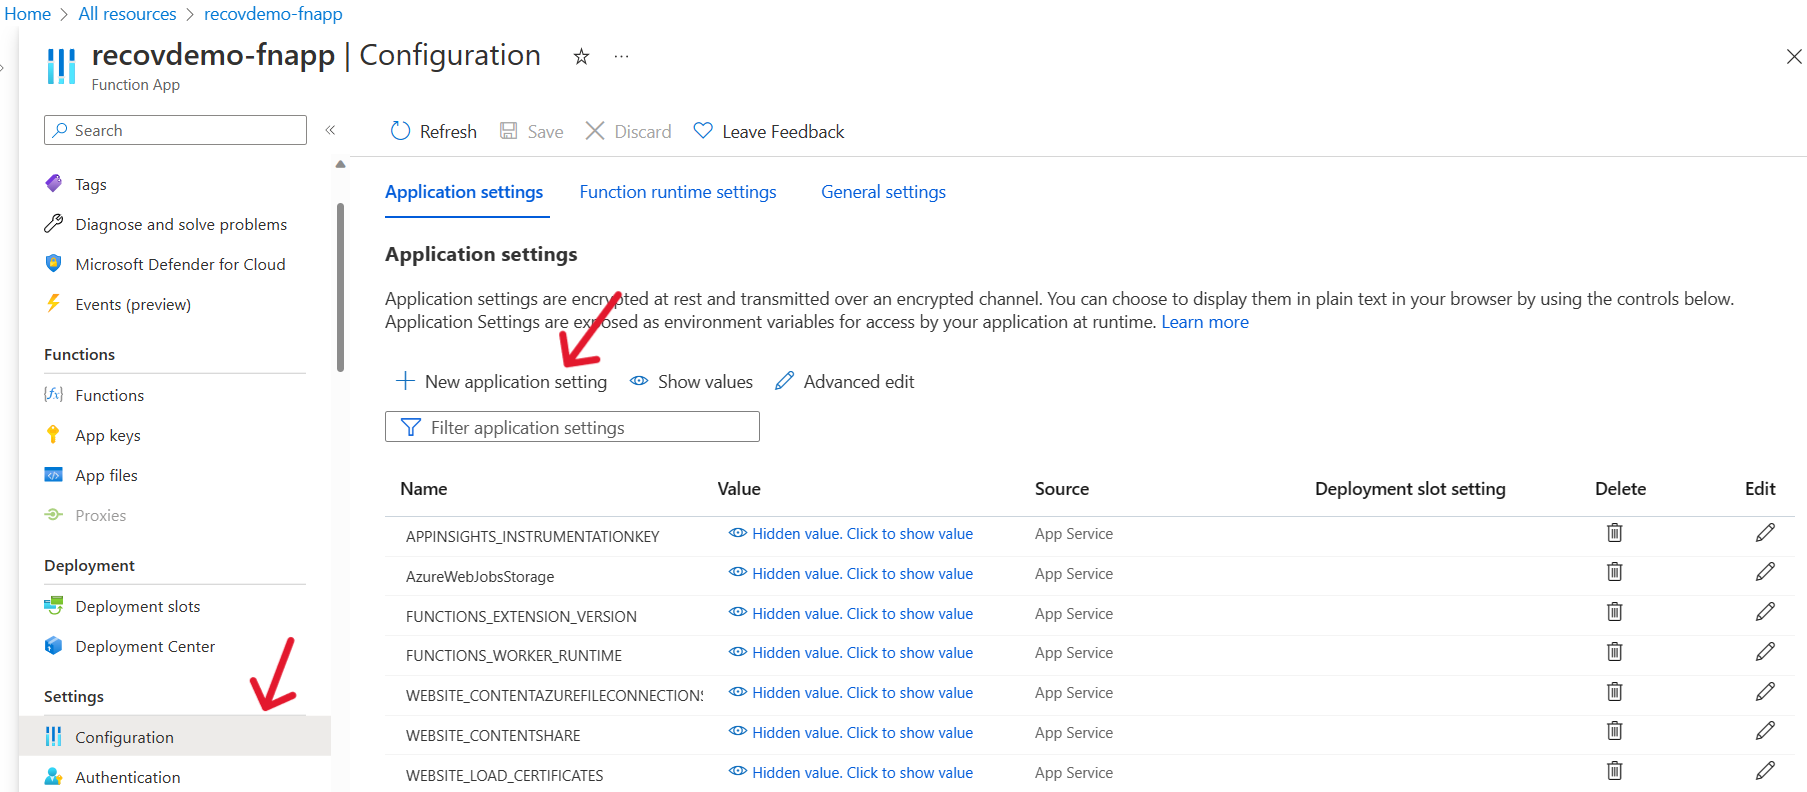 Home > All resources > recovdemo-fnapp
recovdemo-fnapp | Configuration
Function App
Search
Tags
Diagnose and solve problems
Microsoft Defender for Cloud
Events (preview)
Functions
Functions
App keys
App files
Proxies
Deployment
Deployment slots
Deployment Center
Settings
Configuration
Authentication
Refresh Save Discard Leave Feedback
Application settings Function runtime settings General settings
Application settings
Application settings are encrypted at rest and transmitted over an encrypted channel. You can choose to display them in plain text in your browser by using the controls below.
Application Settings are exposed as environment variables for access by your application at runtime. Learn more
New application setting Show values Advanced edit
Filter application settings
Name Value Source Deployment slot setting Delete Edit
APPINSIGHTS_INSTRUMENTATIONKEY Hidden value. Click to show value App Service
AzureWebJobsStorage Hidden value. Click to show value App Service
FUNCTIONS_EXTENSION_VERSION Hidden value. Click to show value App Service
FUNCTIONS_WORKER_RUNTIME Hidden value. Click to show value App Service
WEBSITE_CONTENTAZUREFILECONNECTIONS Hidden value. Click to show value App Service
WEBSITE_CONTENTSHARE Hidden value. Click to show value App Service
WEBSITE_LOAD_CERTIFICATES Hidden value. Click to show value App Service